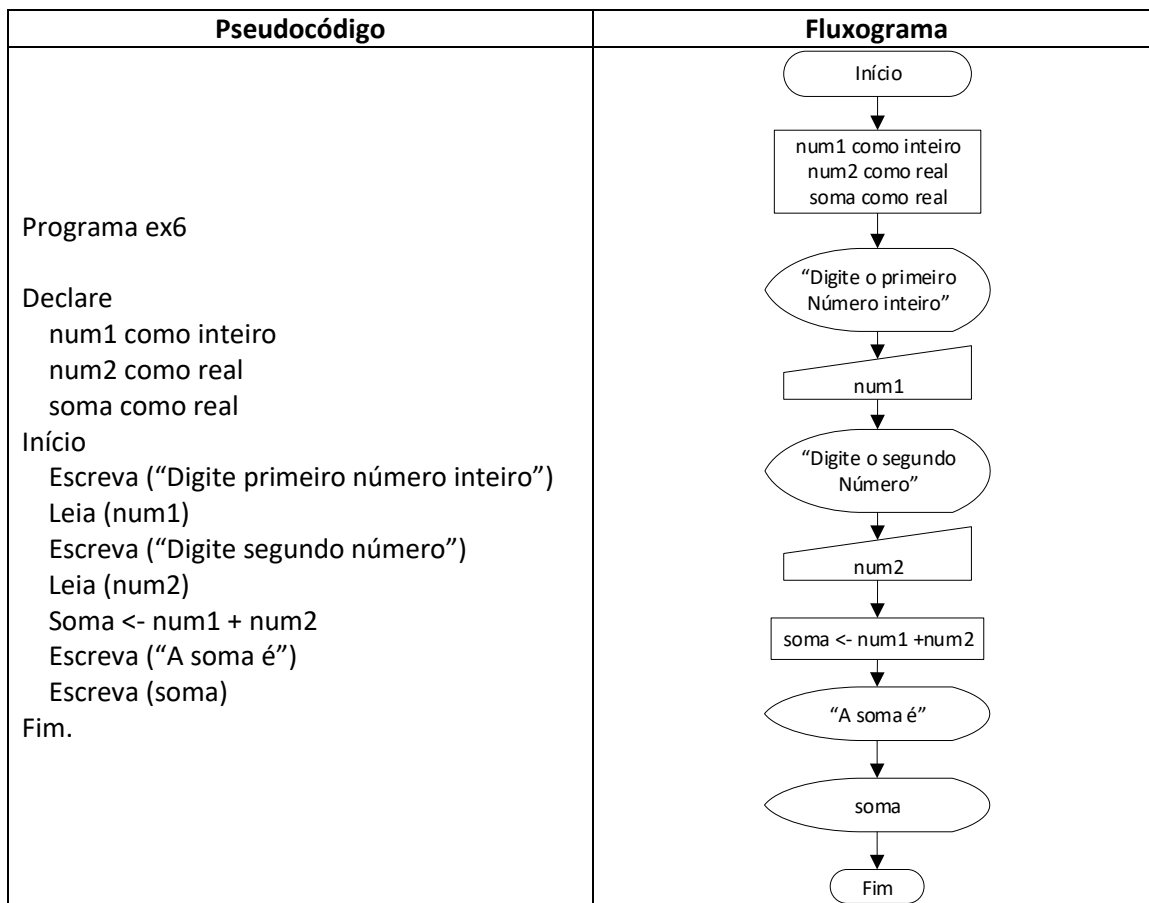 Pseudocódigo
Fluxograma
Programa ex6
Declare
num1 como inteiro
num2 como real
soma como real
Início
Escreva (“Digite primeiro número inteiro”)
Leia (num1)
Escreva (“Digite segundo número”)
Leia (num2)
Soma <- num1 + num2
Escreva (“A soma é”)
Escreva (soma)
Fim.
Início
num1 como inteiro
num2 como real
soma como real
“Digite o primeiro
Número inteiro”
num1
“Digite o segundo
Número”
num2
soma <- num1 +num2
“A soma é”
soma
Fim